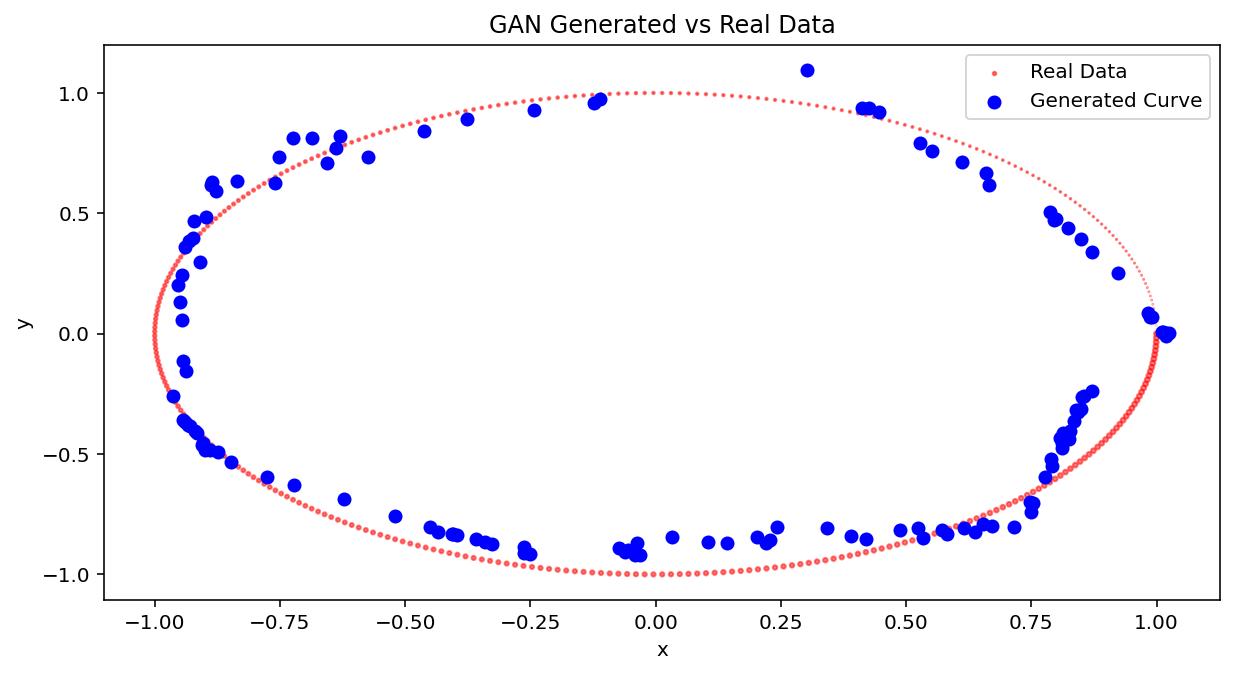 GAN Generated vs Real Data
Real Data
Generated Curve
y
1.0
0.5
0.0
−0.5
−1.0
−1.00 −0.75 −0.50 −0.25 0.00 0.25 0.50 0.75 1.00
x